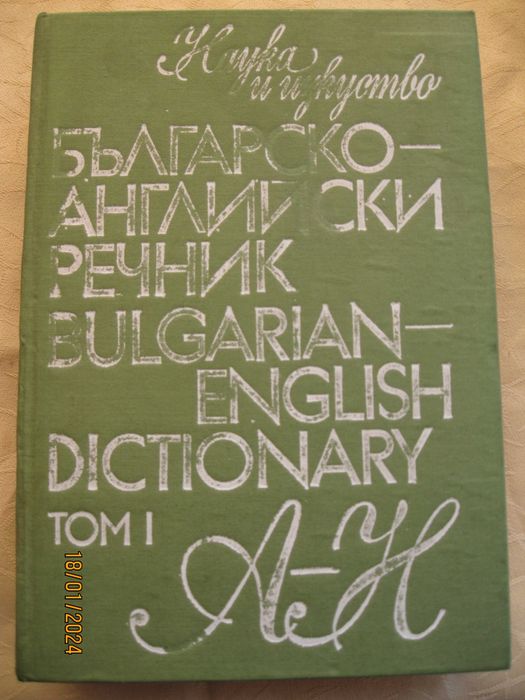 Наука
и изкуство
БЪЛГАРСКО–
АНГЛИЙСКИ
РЕЧНИК
BULGARIAN–
ENGLISH
DICTIONARY
ТОМ I
А–Н
18/01/2024